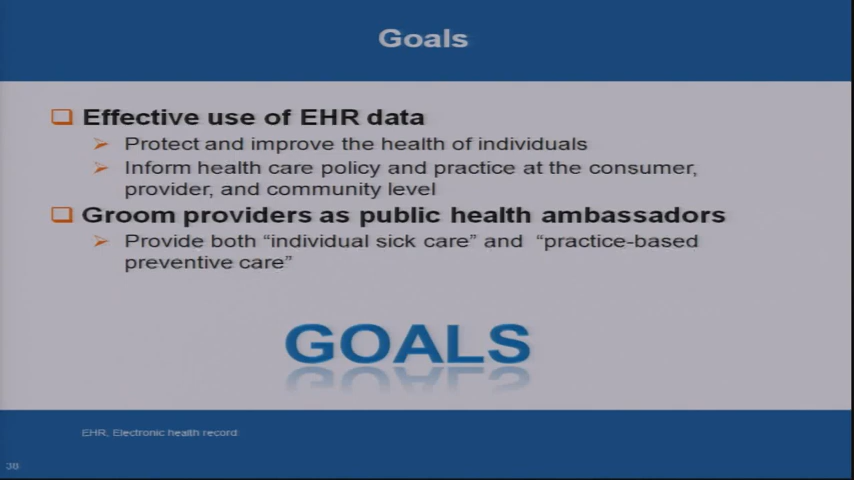 Goals
Effective use of EHR data
Protect and improve the health of individuals
Inform health care policy and practice at the consumer,
provider, and community level
Groom providers as public health ambassadors
Provide both “individual sick care” and “practice-based
preventive care”
GOALS
EHR, Electronic health record
38